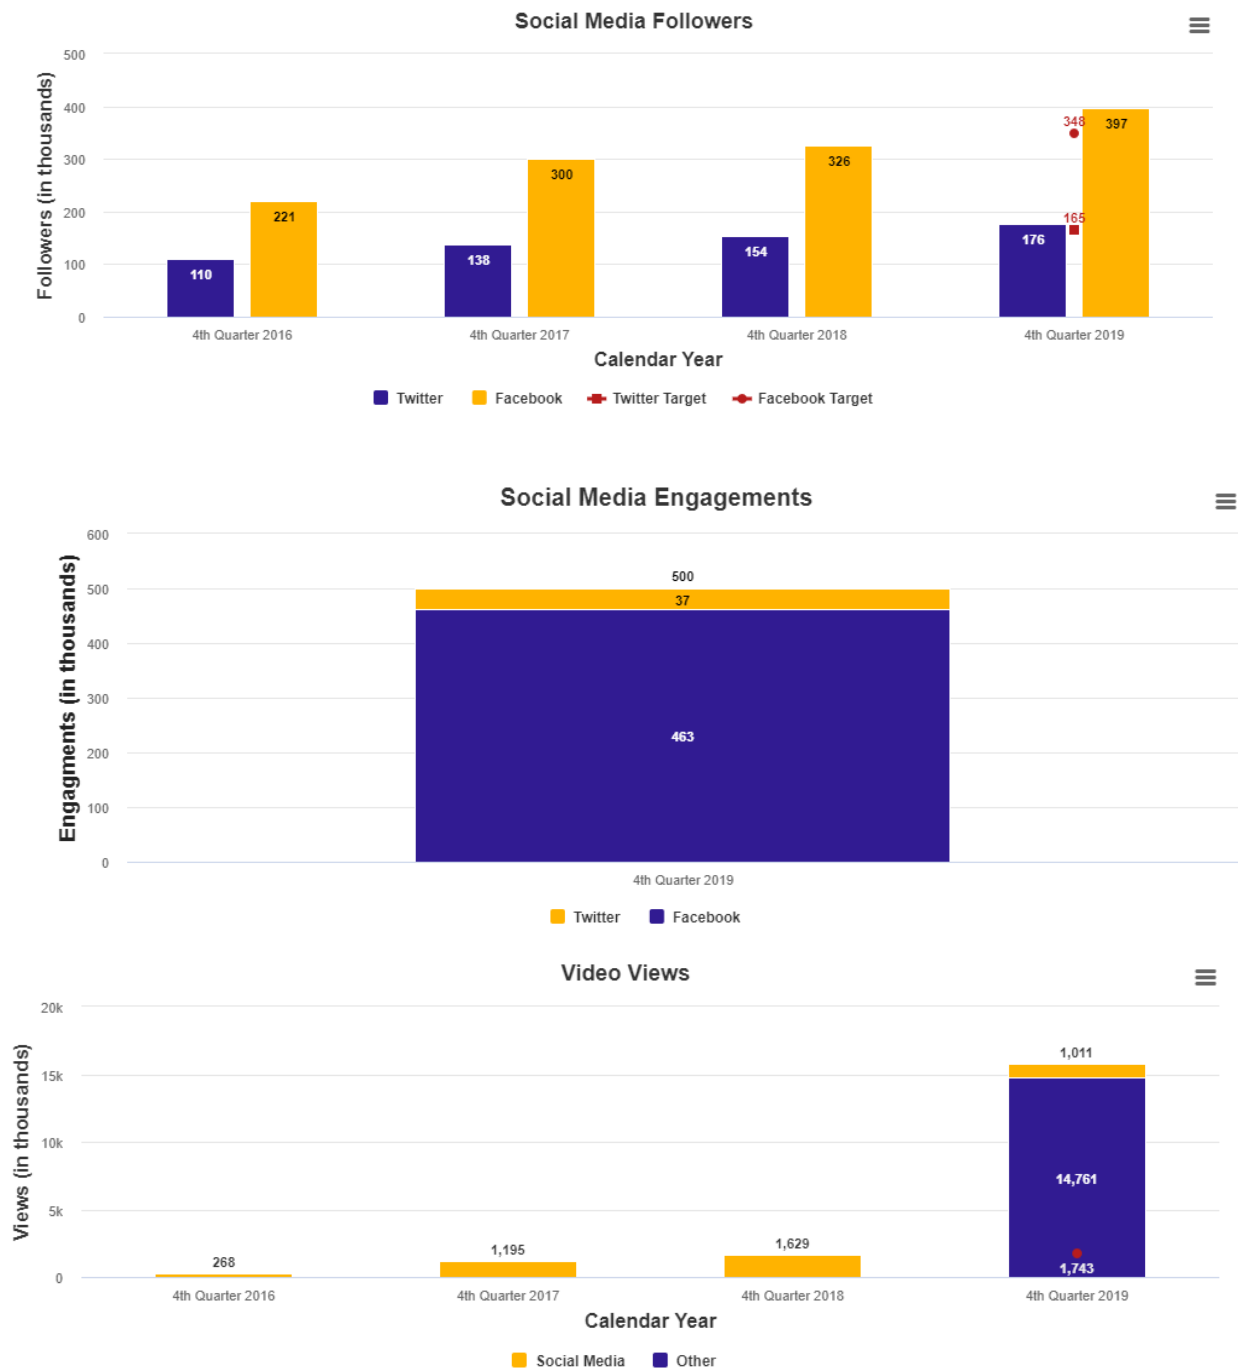 Social Media Followers
Followers (in thousands)
500
400
300
200
100
0
110
221
138
300
154
326
176
348
165
397
4th Quarter 2016
4th Quarter 2017
4th Quarter 2018
4th Quarter 2019
Calendar Year
Twitter Facebook Twitter Target Facebook Target
Social Media Engagements
Engagments (in thousands)
600
500
400
300
200
100
0
500
37
463
4th Quarter 2019
Twitter Facebook
Video Views
Views (in thousands)
20k
15k
10k
5k
0
268
1,195
1,629
1,011
14,761
1,743
4th Quarter 2016
4th Quarter 2017
4th Quarter 2018
4th Quarter 2019
Calendar Year
Social Media Other